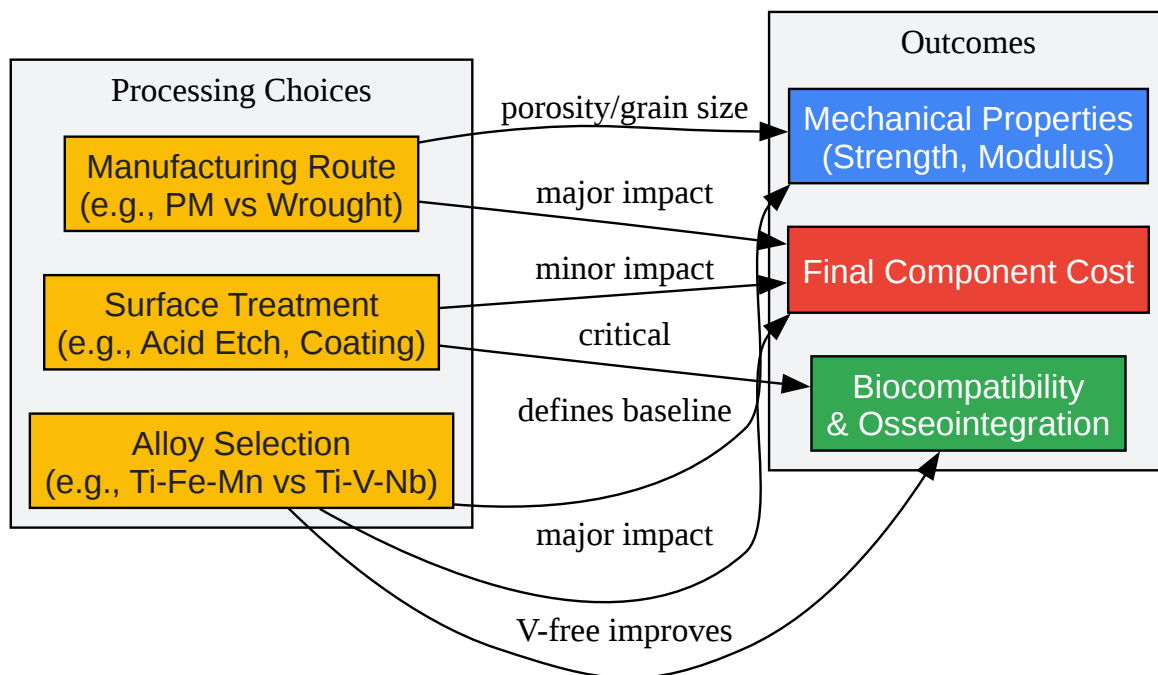 Processing Choices
Manufacturing Route
(e.g., PM vs Wrought)
Surface Treatment
(e.g., Acid Etch, Coating)
Alloy Selection
(e.g., Ti-Fe-Mn vs Ti-V-Nb)
porosity/grain size
major impact
minor impact
critical
defines baseline
major impact
V-free improves
Outcomes
Mechanical Properties
(Strength, Modulus)
Final Component Cost
Biocompatibility
& Osseointegration